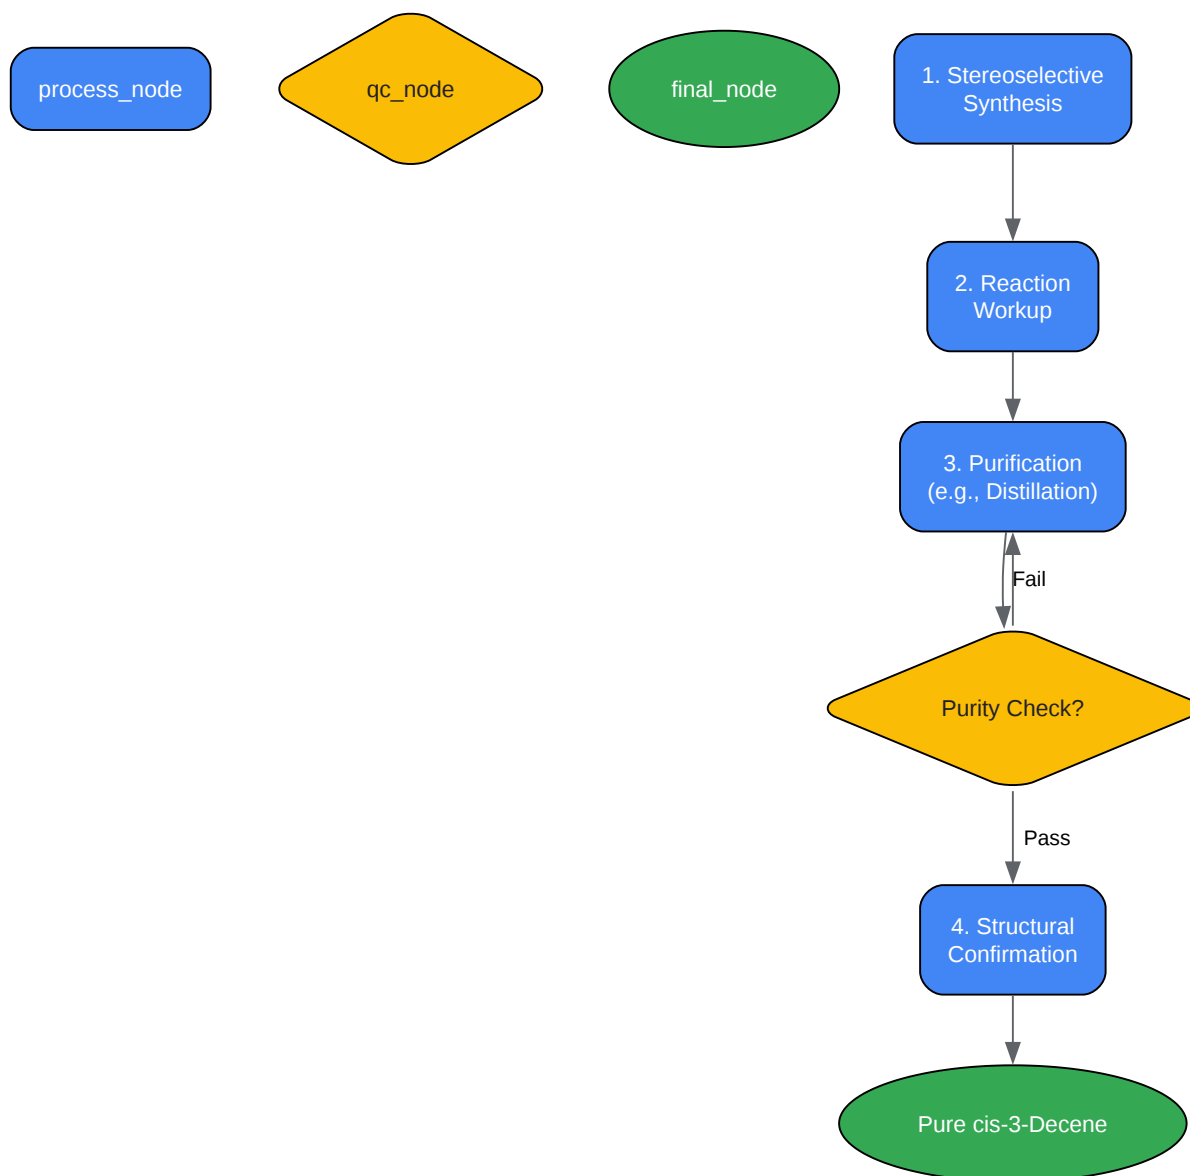 process_node
qc_node
final_node
1. Stereoselective
Synthesis
2. Reaction
Workup
3. Purification
(e.g., Distillation)
Fail
Purity Check?
Pass
4. Structural
Confirmation
Pure cis-3-Decene